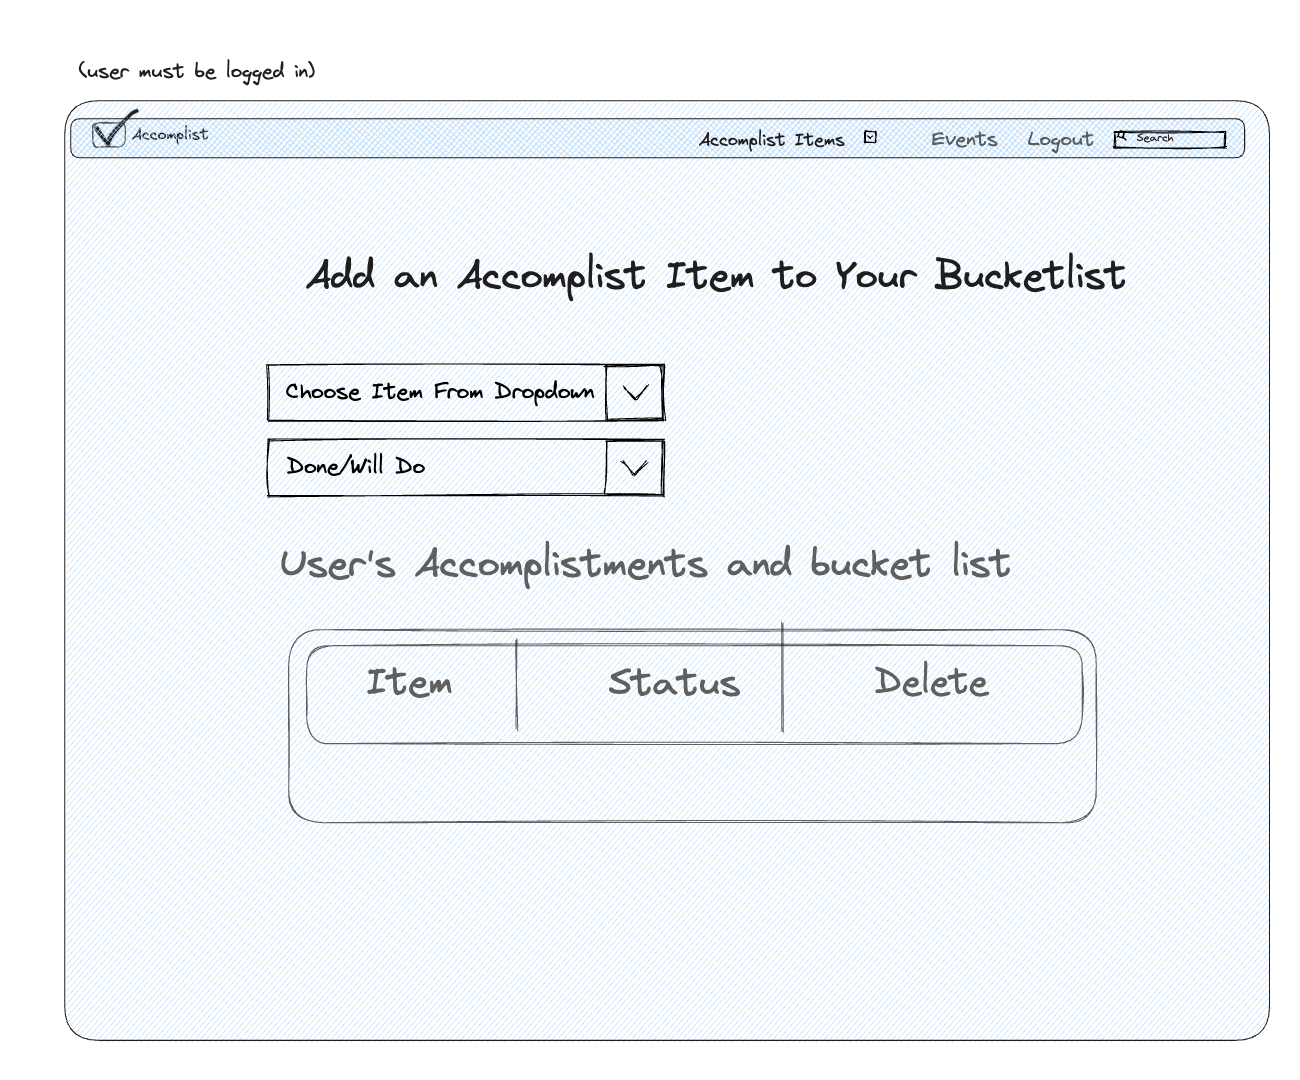 (user must be logged in)
Accomplist
Accomplist Items
Events
Logout
Search
Add an Accomplist Item to Your Bucketlist
Choose Item From Dropdown
Done/Will Do
User's Accomplistments and bucket list
Item
Status
Delete